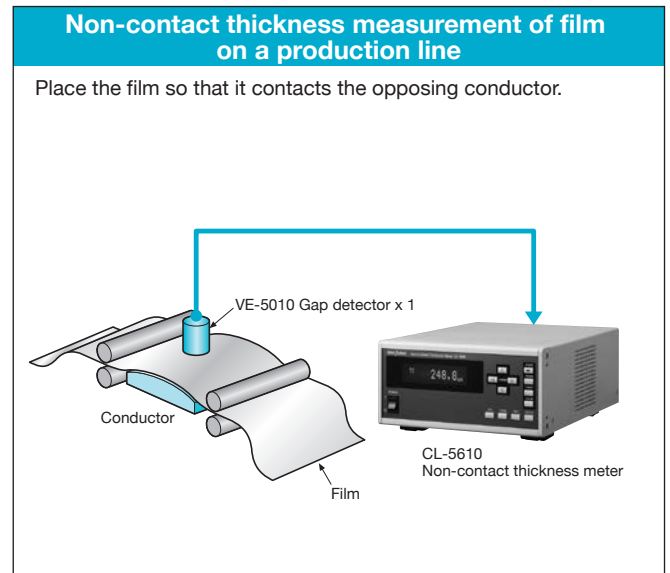 Non-contact thickness measurement of film
on a production line
Place the film so that it contacts the opposing conductor.
VE-5010 Gap detector x 1
Conductor
248.6
CL-5610
Non-contact thickness meter
Film